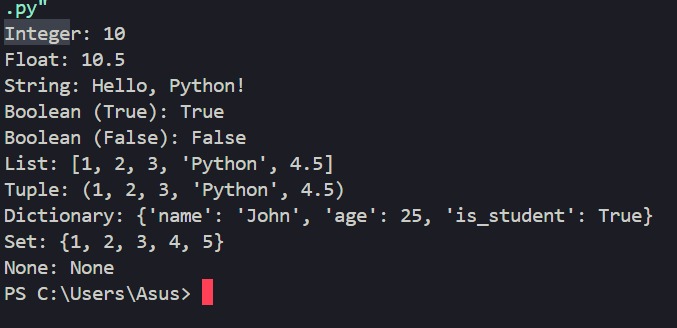 .py"
Integer: 10
Float: 10.5
String: Hello, Python!
Boolean (True): True
Boolean (False): False
List: [1, 2, 3, 'Python', 4.5]
Tuple: (1, 2, 3, 'Python', 4.5)
Dictionary: {'name': 'John', 'age': 25, 'is_student': True}
Set: {1, 2, 3, 4, 5}
None: None
PS C:\Users\Asus>